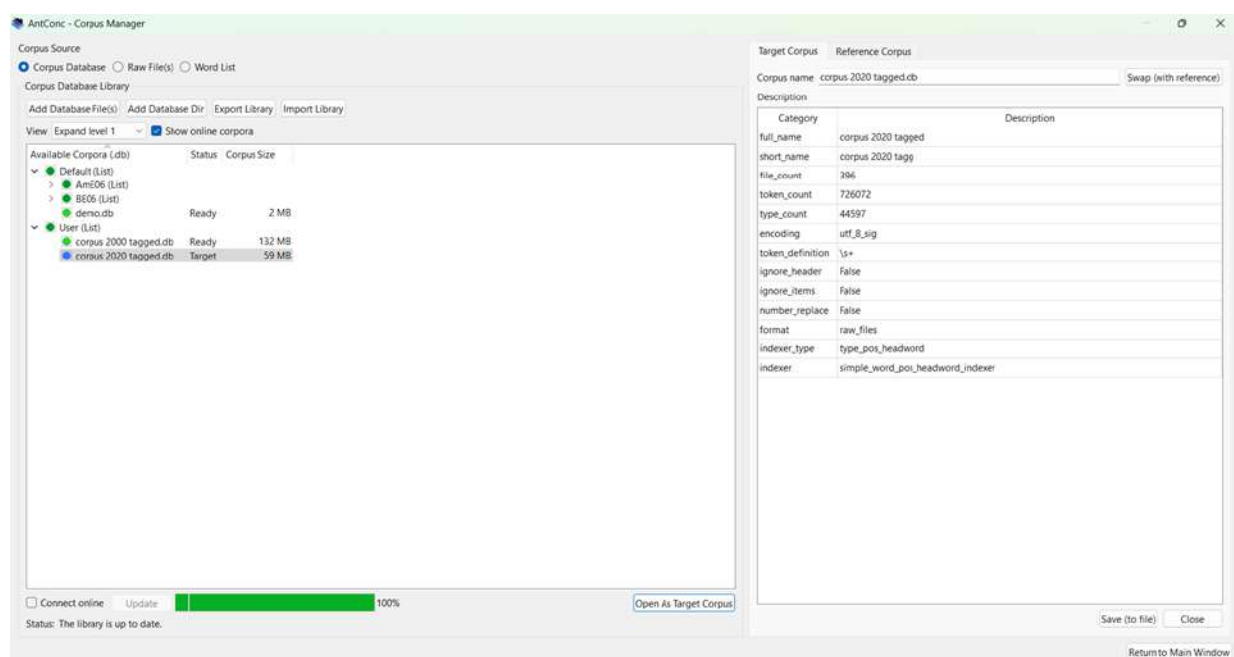 AntConc - Corpus Manager
Corpus Source
Corpus Database Raw File(s) Word List
Corpus Database Library
Add Database File(s) Add Database Dir Export Library Import Library
View Expand level 1 Show online corpora
Available Corpora (.db) Status Corpus Size
Default (List)
AmE06 (List)
BE06 (List)
demo.db Ready 2 MB
User (List)
corpus 2000 tagged.db Ready 132 MB
corpus 2020 tagged.db Target 59 MB
Connect online Update 100% Open As Target Corpus
Status: The library is up to date.
Target Corpus Reference Corpus
Corpus name corpus 2020 tagged.db Swap (with reference)
Description
Category Description
full_name corpus 2020 tagged
short_name corpus 2020 tagg
file_count 396
token_count 726072
type_count 44597
encoding utf_8_sig
token_definition \s+
ignore_header False
ignore_items False
number_replace False
format raw_files
indexer_type type_pos_headword
indexer simple_word_pos_headword_indexer
Save (to file) Close
Return to Main Window